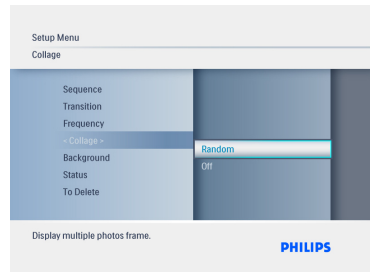 Setup Menu
Collage
Sequence
Transition
Frequency
< Collage >
Background
Status
To Delete
Random
Off
Display multiple photos frame.
PHILIPS